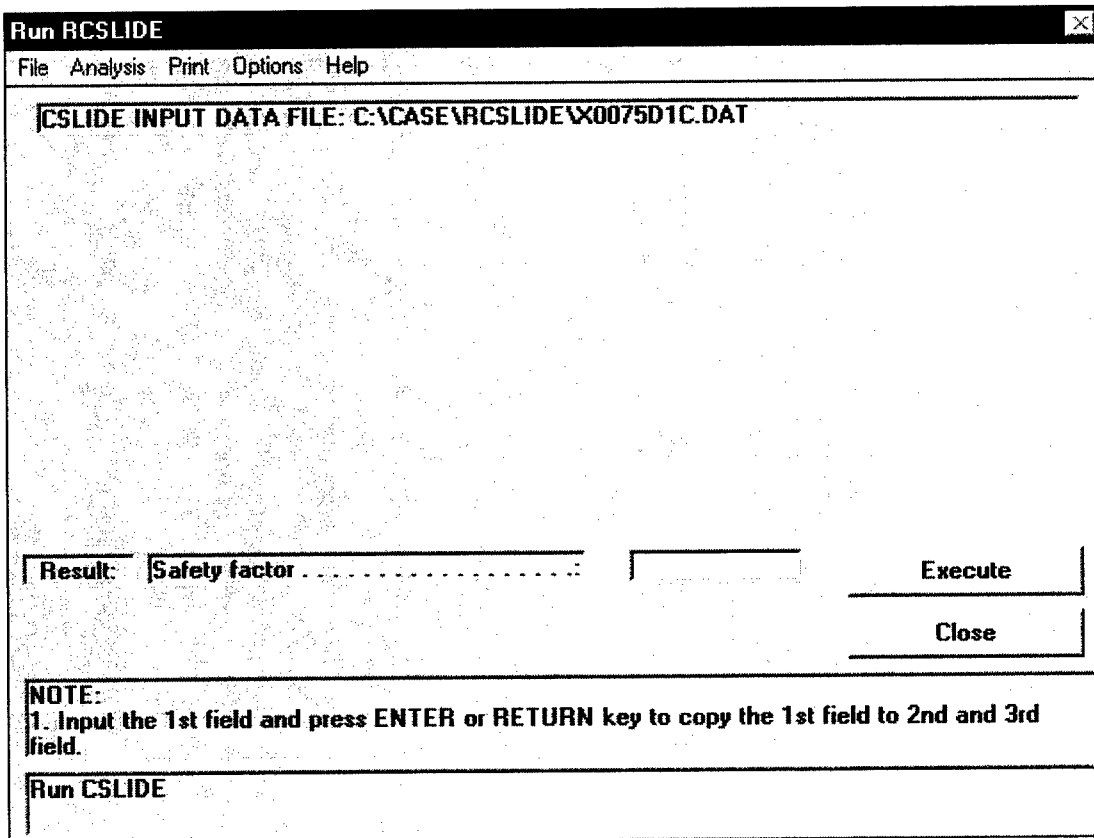 Run RCSLIDE
File Analysis Print Options Help
CSLIDE INPUT DATA FILE: C:\CASE\RCSLIDE\X0075D1C.DAT
Result: Safety factor . . . . . . . . . . . . . . . . . .: Execute
Close
NOTE:
1. Input the 1st field and press ENTER or RETURN key to copy the 1st field to 2nd and 3rd
field.
Run CSLIDE